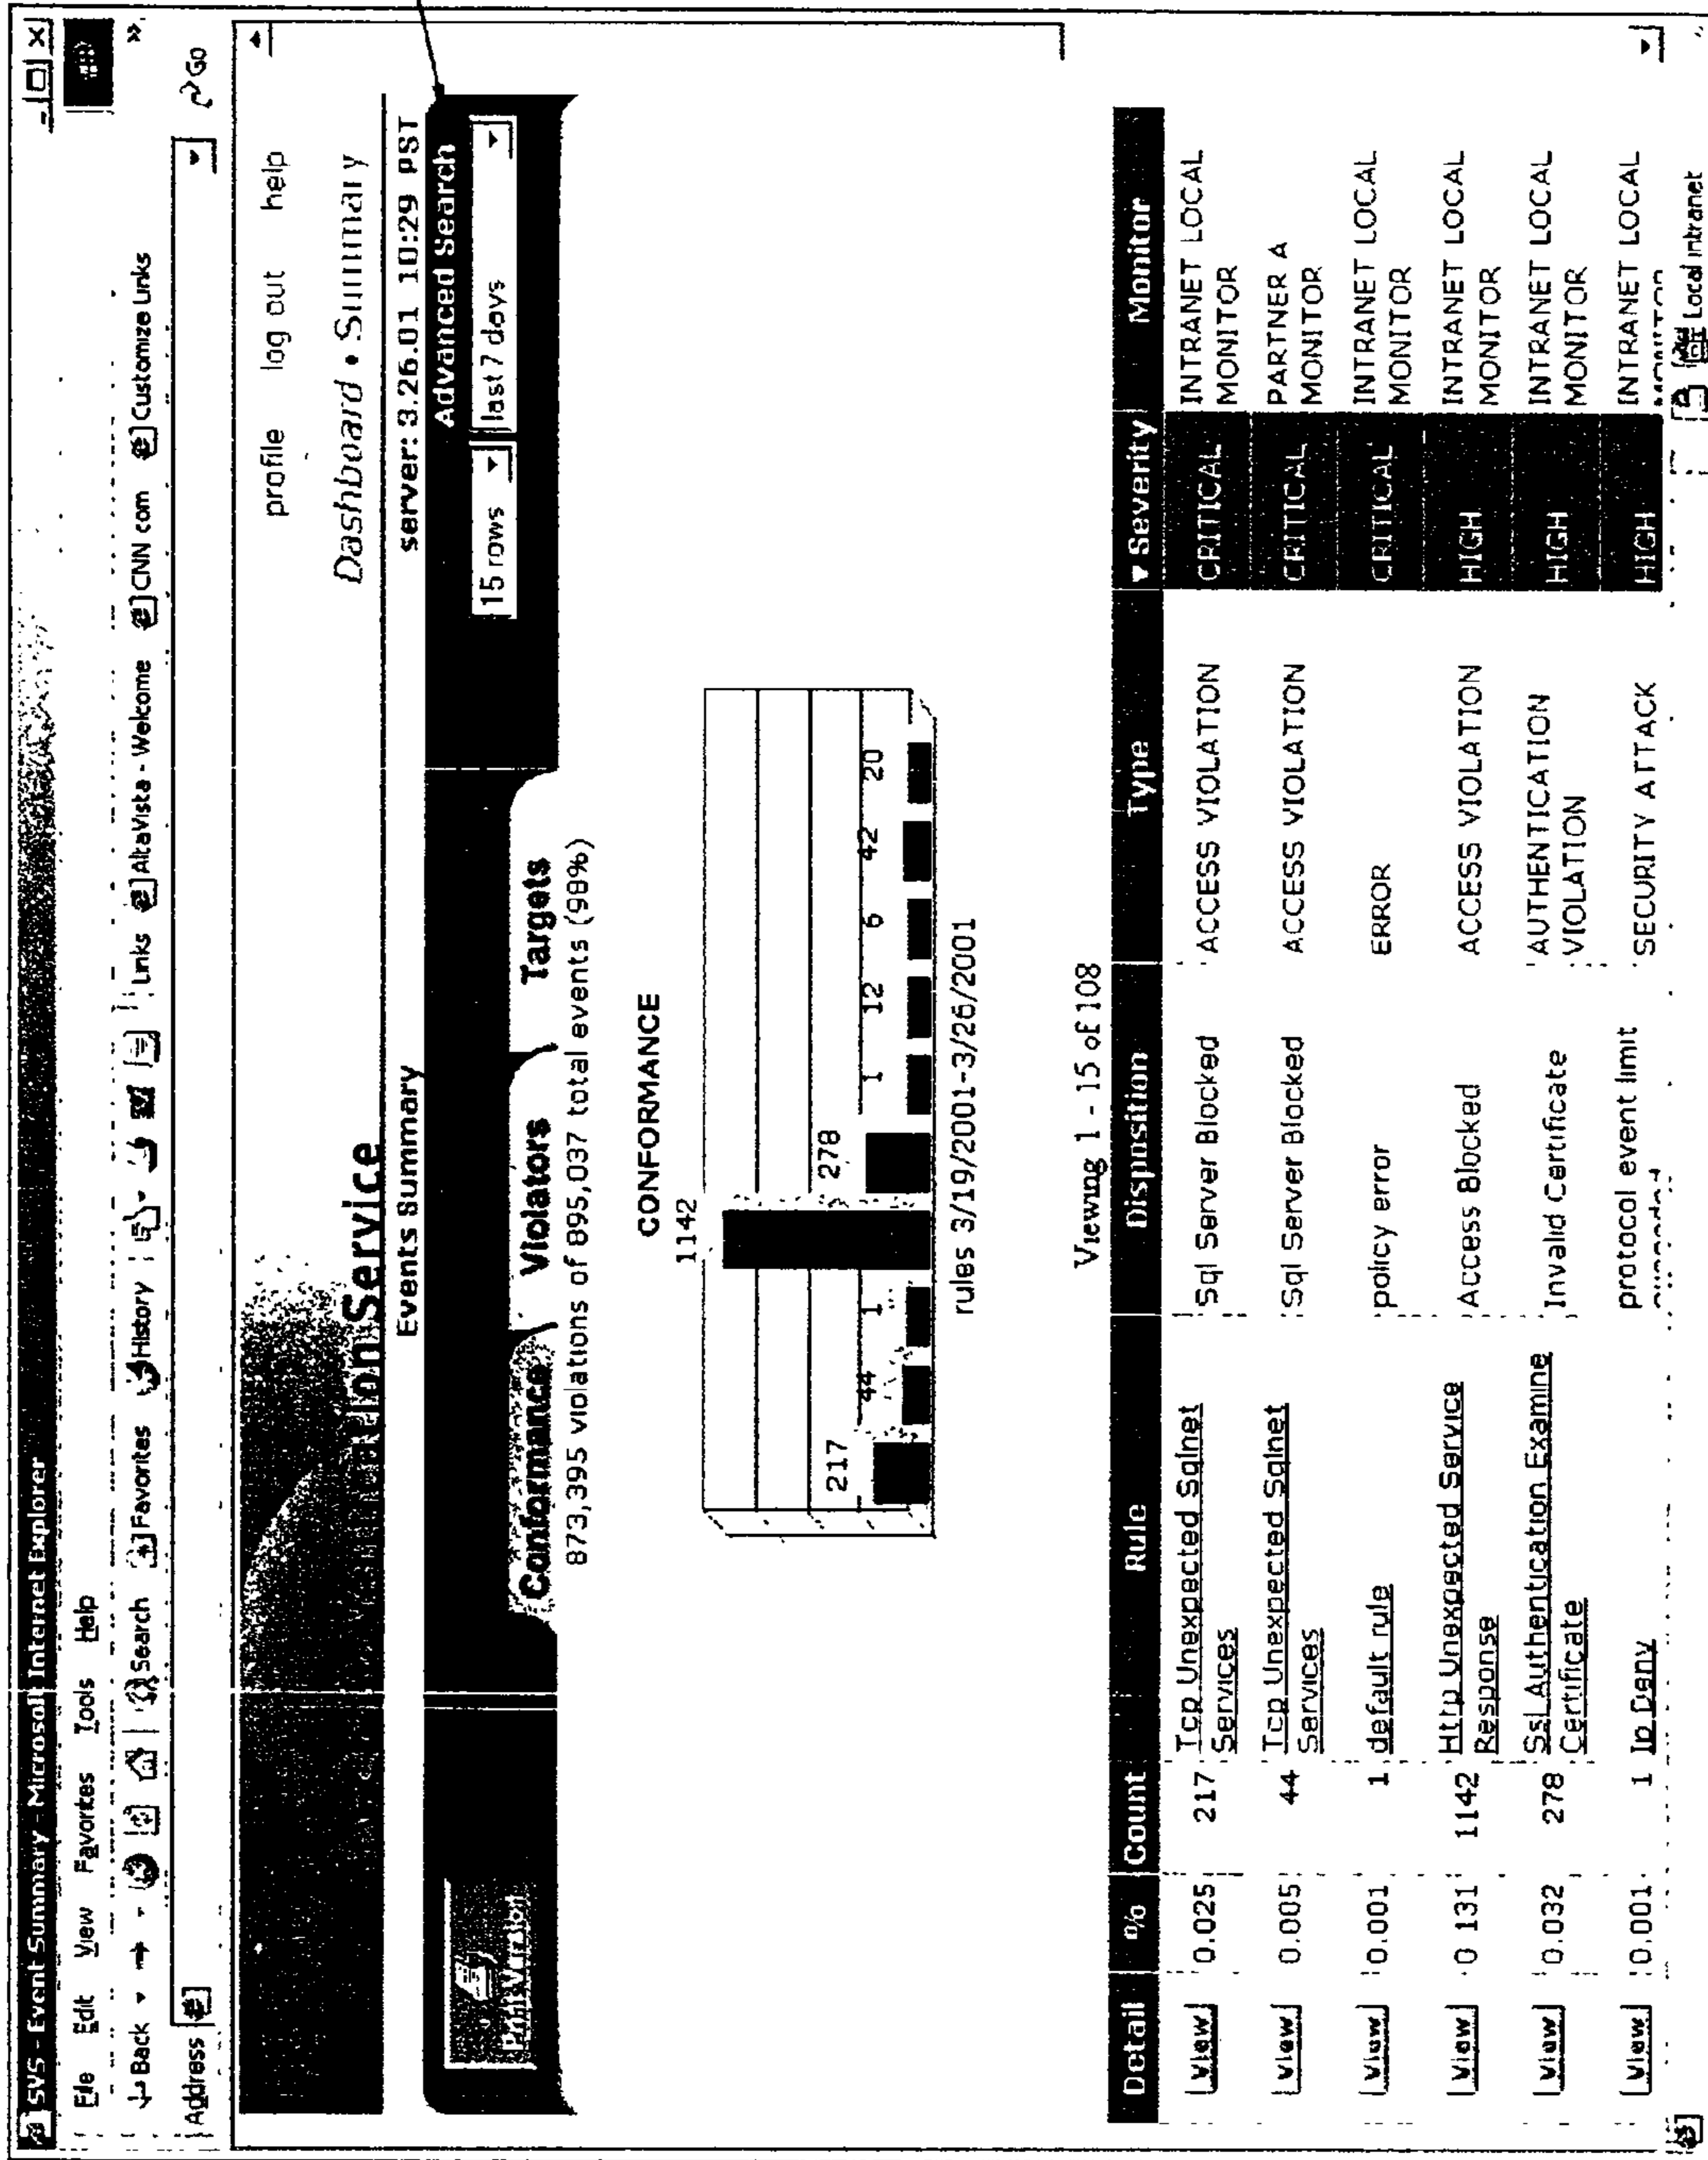 SVS - Event Summary - Microsoft Internet Explorer
File Edit View Favorites Tools Help
Back Search Favorites History Links AltaVista - Welcome CNN com Customize Links
Address Go
profile log out help
Service
Dashboard • Summary
Events Summary server: 3.26.01 10:29 PST
Advanced Search
15 rows last 7 days
Conformance Violators Targets
873,395 violations of 895,037 total events (98%)
CONFORMANCE
1142
217 44 1 278 1 12 6 42 20
rules 3/19/2001-3/26/2001
Viewing 1 - 15 of 108
Detail % Count Rule Disposition Type Severity Monitor
View 0.025 217 Tcp Unexpected Sqlnet Sql Server Blocked ACCESS VIOLATION CRITICAL INTRANET LOCAL
Services MONITOR
View 0.005 44 Tcp Unexpected Sqlnet Sql Server Blocked ACCESS VIOLATION CRITICAL PARTNER A
Services MONITOR
View 0.001 1 default rule policy error ERROR CRITICAL INTRANET LOCAL
MONITOR
View 0 131 1142 Http Unexpected Service Access Blocked ACCESS VIOLATION HIGH INTRANET LOCAL
Response MONITOR
View 0.032 278 Ssl Authentication Examine Invalid Certificate AUTHENTICATION HIGH INTRANET LOCAL
Certificate VIOLATION MONITOR
View 0.001 1 Ip Deny protocol event limit SECURITY ATTACK HIGH INTRANET LOCAL
Local intranet